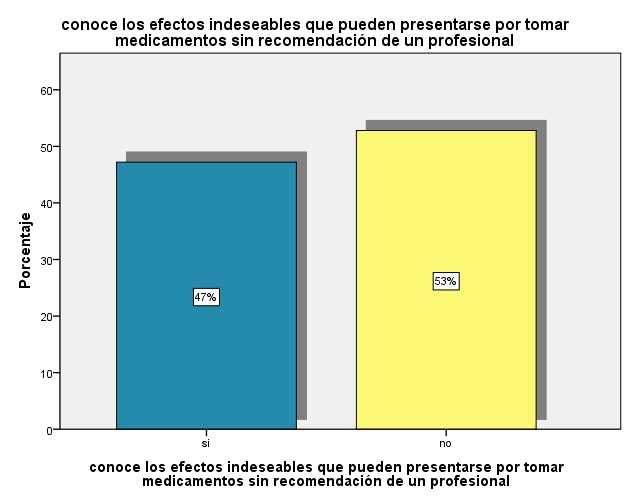 conoce los efectos indeseables que pueden presentarse por tomar
medicamentos sin recomendación de un profesional
Porcentaje
60
50
40
30
20
10
0
47%
53%
si
no
conoce los efectos indeseables que pueden presentarse por tomar
medicamentos sin recomendación de un profesional